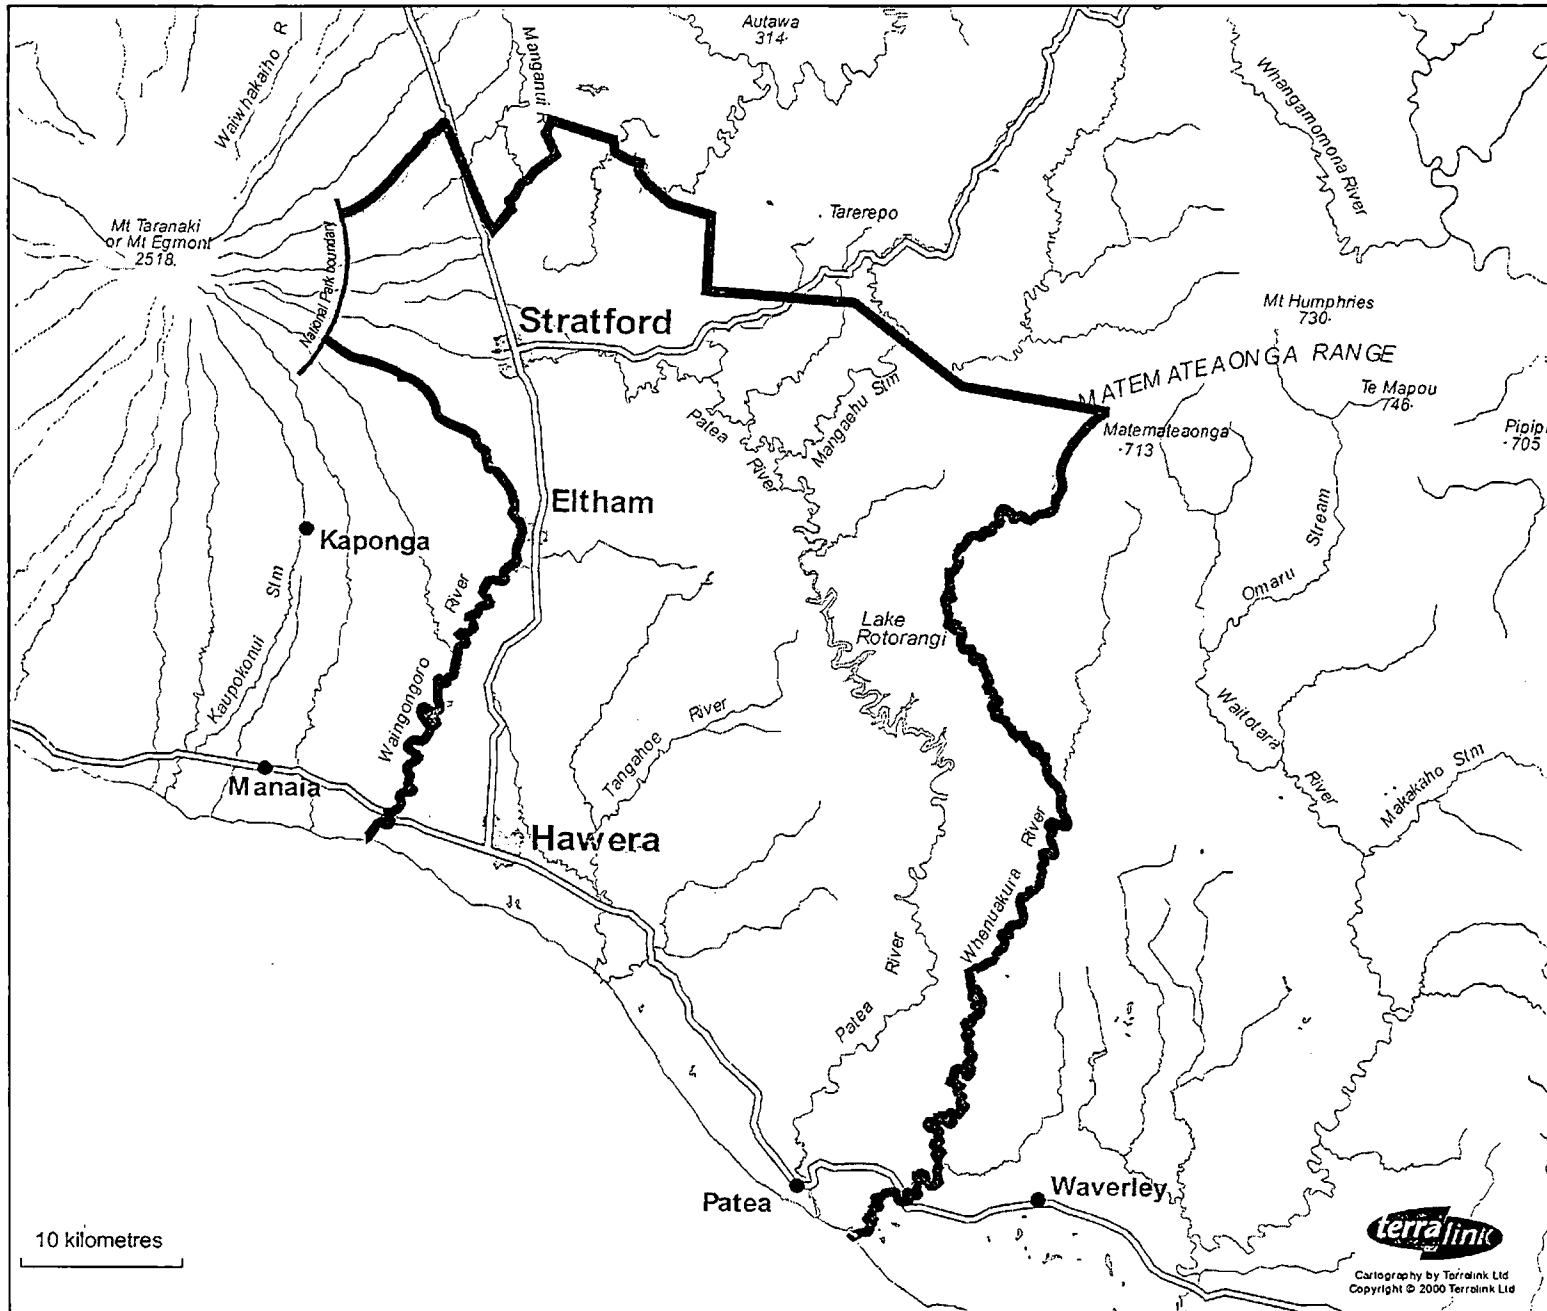 Autawa
314
Waiwhakaiho R
Manganui R
Whangamomona River
Mt Taranaki
or Mt Egmont
2518
National Park boundary
Tarerepo
Stratford
Mt Humphries
730
MATEMATEAONGA RANGE
Te Mapou
746
Matemateaonga
713
705
Patea
River
Mangaehu Stm
Eltham
Kaponga
Stm
Kaupokonui
River
Waingongoro
Lake
Rotorangi
Stream
Omaru
Tangahoe
River
Waitotara
River
Makakaho Stm
Manaia
Hawera
Whenuakura
River
Patea
River
Patea
Waverley
10 kilometres
terralink
Cartography by Terralink Ltd
Copyright © 2000 Terralink Ltd